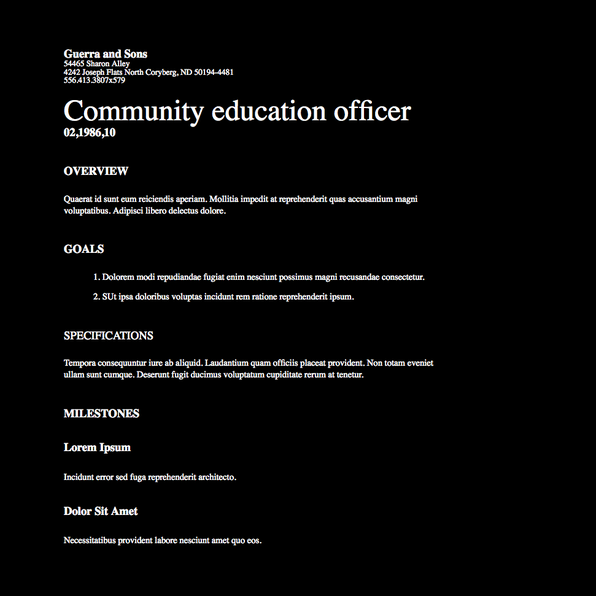 Guerra and Sons
54465 Sharon Alley
4242 Joseph Flats North Coryberg, ND 50194-4481
556.413.3807x579
Community education officer
02,1986,10
OVERVIEW
Quaerat id sunt eum reiciendis aperiam. Mollitia impedit at reprehenderit quas accusantium magni
voluptatibus. Adipisci libero delectus dolore.
GOALS
1. Dolorem modi repudiandae fugiat enim nesciunt possimus magni recusandae consectetur.
2. SUt ipsa doloribus voluptas incidunt rem ratione reprehenderit ipsum.
SPECIFICATIONS
Tempora consequuntur iure ab aliquid. Laudantium quam officiis placeat provident. Non totam eveniet
ullam sunt cumque. Deserunt fugit ducimus voluptatum cupiditate rerum at tenetur.
MILESTONES
Lorem Ipsum
Incidunt error sed fuga reprehenderit architecto.
Dolor Sit Amet
Necessitatibus provident labore nesciunt amet quo eos.